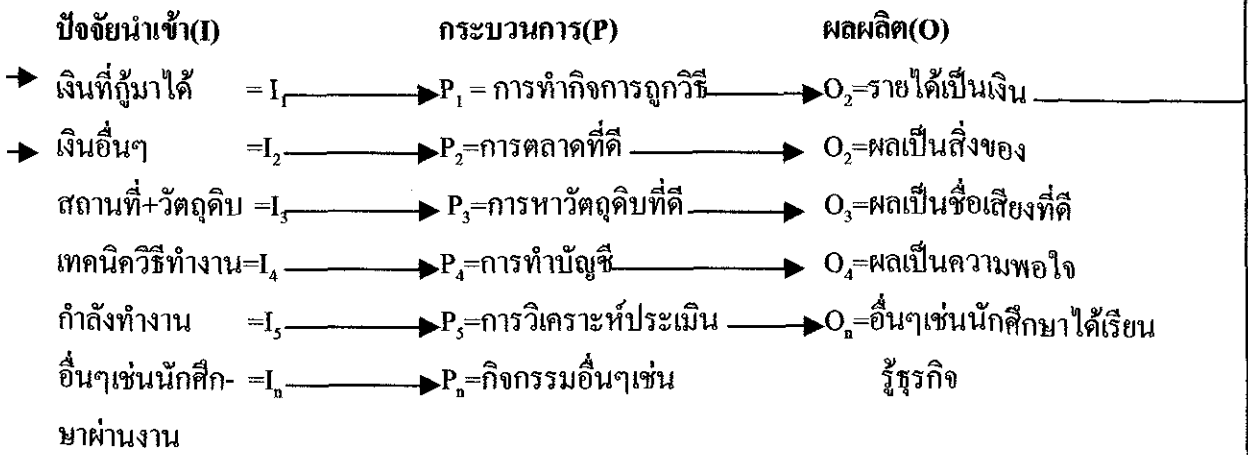 ปัจจัยนำเข้า(I) กระบวนการ(P) ผลผลิต(O)
เงินที่กู้มาได้ =I₁ P₁ = การทำกิจการถูกวิธี O₂=รายได้เป็นเงิน
เงินอื่นๆ =I₂ P₂=การตลาดที่ดี O₂=ผลเป็นสิ่งของ
สถานที่+วัตถุดิบ =I₃ P₃=การหาวัตถุดิบที่ดี O₃=ผลเป็นชื่อเสียงที่ดี
เทคนิควิธีทำงาน=I₄ P₄=การทำบัญชี O₄=ผลเป็นความพอใจ
กำลังทำงาน =I₅ P₅=การวิเคราะห์ประเมิน Oₙ=อื่นๆเช่นนักศึกษาได้เรียน
อื่นๆเช่นนักศึก- =Iₙ Pₙ=กิจกรรมอื่นๆเช่น รู้ธุรกิจ
ษาผ่านงาน